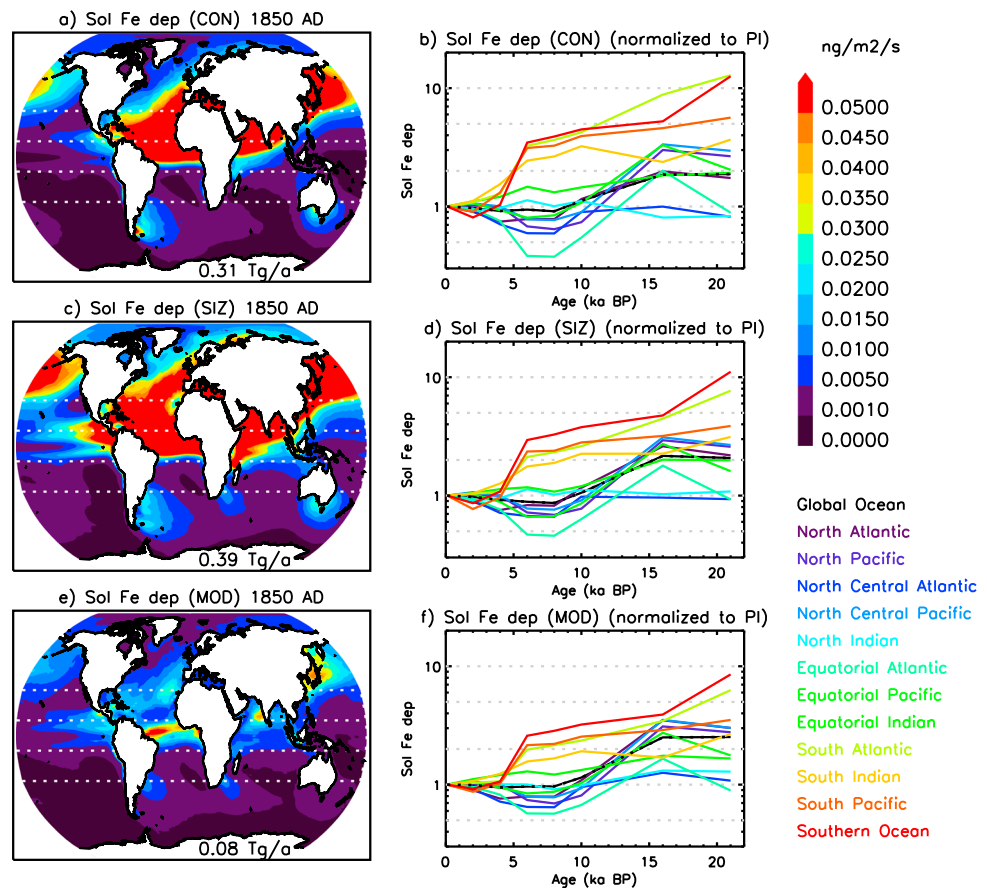 a) Sol Fe dep (CON) 1850 AD
0.31 Tg/a
b) Sol Fe dep (CON) (normalized to PI)
Sol Fe dep
10
1
0 5 10 15 20
Age (ka BP)
c) Sol Fe dep (SIZ) 1850 AD
0.39 Tg/a
d) Sol Fe dep (SIZ) (normalized to PI)
Sol Fe dep
10
1
0 5 10 15 20
Age (ka BP)
e) Sol Fe dep (MOD) 1850 AD
0.08 Tg/a
f) Sol Fe dep (MOD) (normalized to PI)
Sol Fe dep
10
1
0 5 10 15 20
Age (ka BP)
ng/m2/s
0.0500
0.0450
0.0400
0.0350
0.0300
0.0250
0.0200
0.0150
0.0100
0.0050
0.0010
0.0000
Global Ocean
North Atlantic
North Pacific
North Central Atlantic
North Central Pacific
North Indian
Equatorial Atlantic
Equatorial Pacific
Equatorial Indian
South Atlantic
South Indian
South Pacific
Southern Ocean